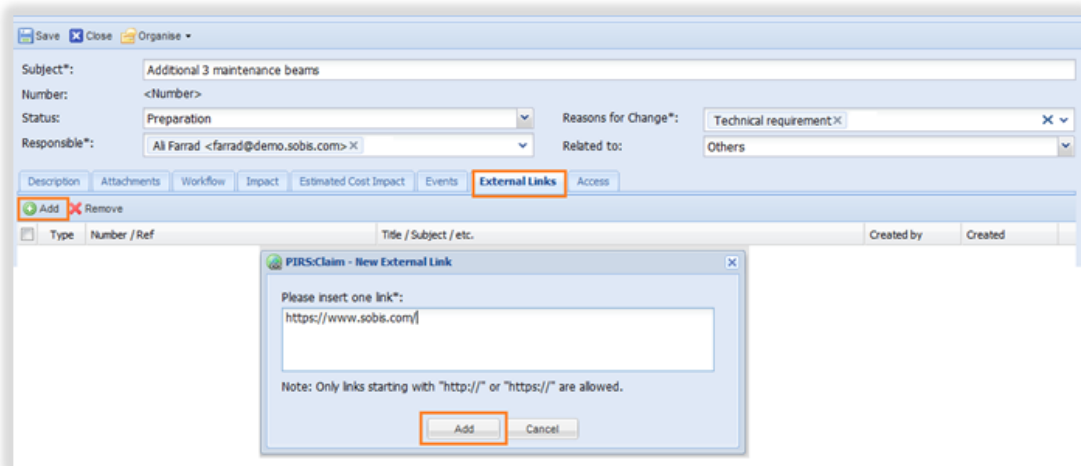 Save Close Organise
Subject*: Additional 3 maintenance beams
Number: <Number>
Status: Preparation Reasons for Change*: Technical requirement
Responsible*: Ali Farrad <farrad@demo.sobis.com> Related to: Others
Description Attachments Workflow Impact Estimated Cost Impact Events External Links Access
Add Remove
Type Number / Ref Title / Subject / etc. Created by Created
PIRS:Claim - New External Link
Please insert one link*:
https://www.sobis.com/
Note: Only links starting with "http://" or "https://" are allowed.
Add Cancel